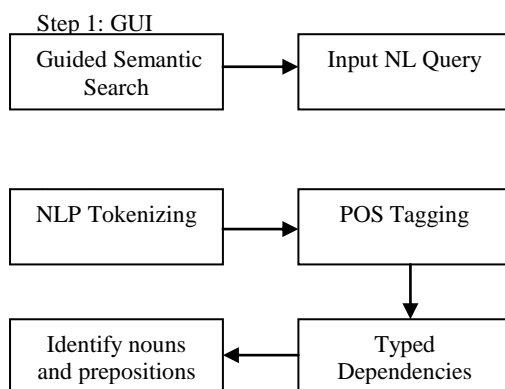 Step 1: GUI
Guided Semantic
Search
Input NL Query
NLP Tokenizing
POS Tagging
Identify nouns
and prepositions
Typed
Dependencies